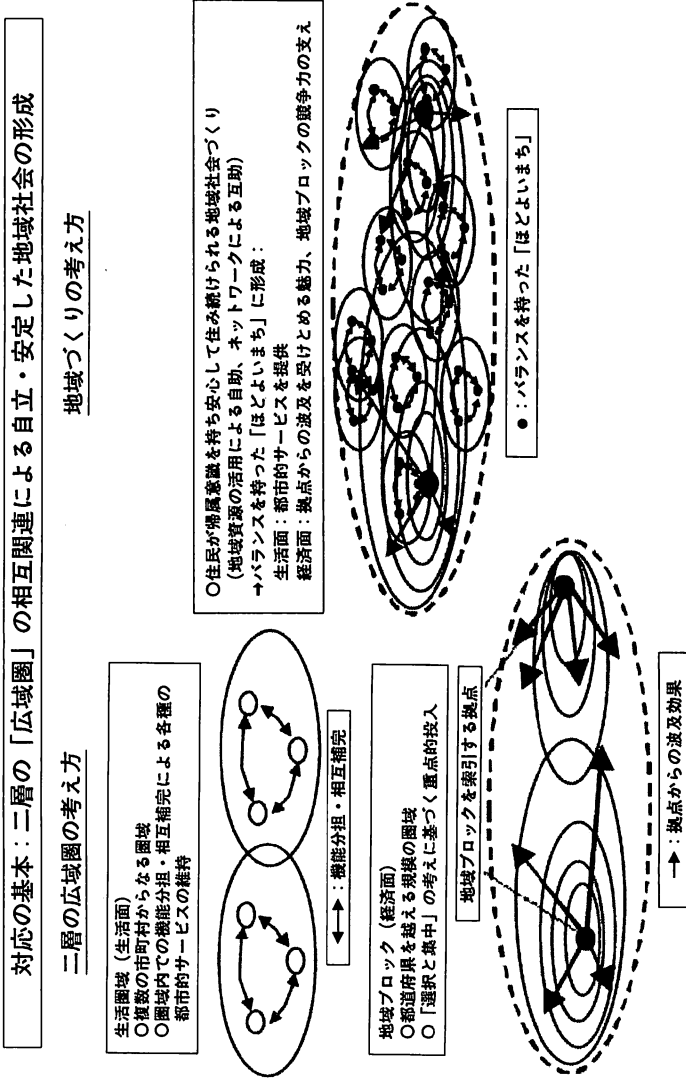 対応の基本：二層の「広域圏」の相互関連による自立・安定した地域社会の形成
二層の広域圏の考え方
生活圏域（生活面）
○複数の市町村からなる圏域
○圏域内での機能分担・相互補完による各種の
都市的サービスの維持
：機能分担・相互補完
地域ブロック（経済面）
○都道府県を越える規模の圏域
○「選択と集中」の考えに基づく重点的投入
地域ブロックを索引する拠点
→：拠点からの波及効果
地域づくりの考え方
○住民が帰属意識を持ち安心して住み続けられる地域社会づくり
（地域資源の活用による自助、ネットワークによる互助）
→バランスを持った「ほどよいまち」に形成：
生活面：都市的サービスを提供
経済面：拠点からの波及を受けとめる魅力、地域ブロックの競争力の支え
●：バランスを持った「ほどよいまち」